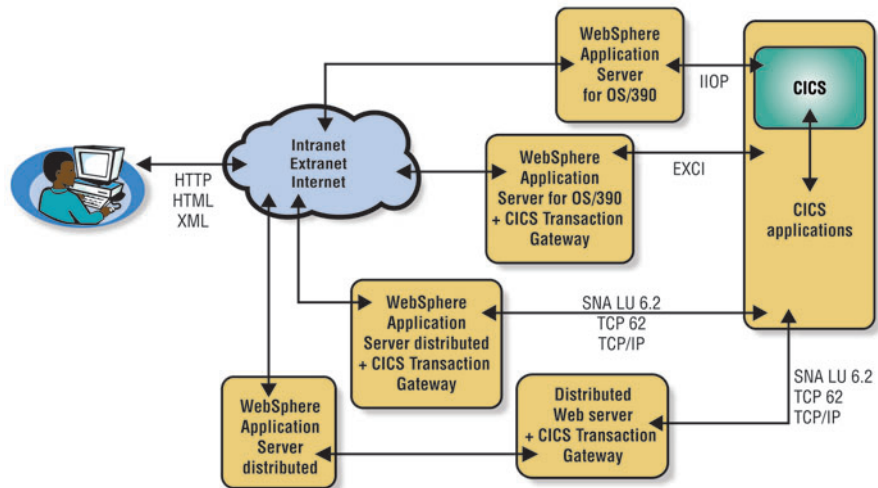 WebSphere
Application
Server
for OS/390
IIOP
CICS
Intranet
Extranet
Internet
HTTP
HTML
XML
WebSphere
Application
Server for OS/390
+ CICS Transaction
Gateway
EXCI
CICS
applications
WebSphere
Application
Server distributed
+ CICS Transaction
Gateway
SNA LU 6.2
TCP 62
TCP/IP
SNA LU 6.2
TCP 62
TCP/IP
WebSphere
Application
Server
distributed
Distributed
Web server
+ CICS Transaction
Gateway